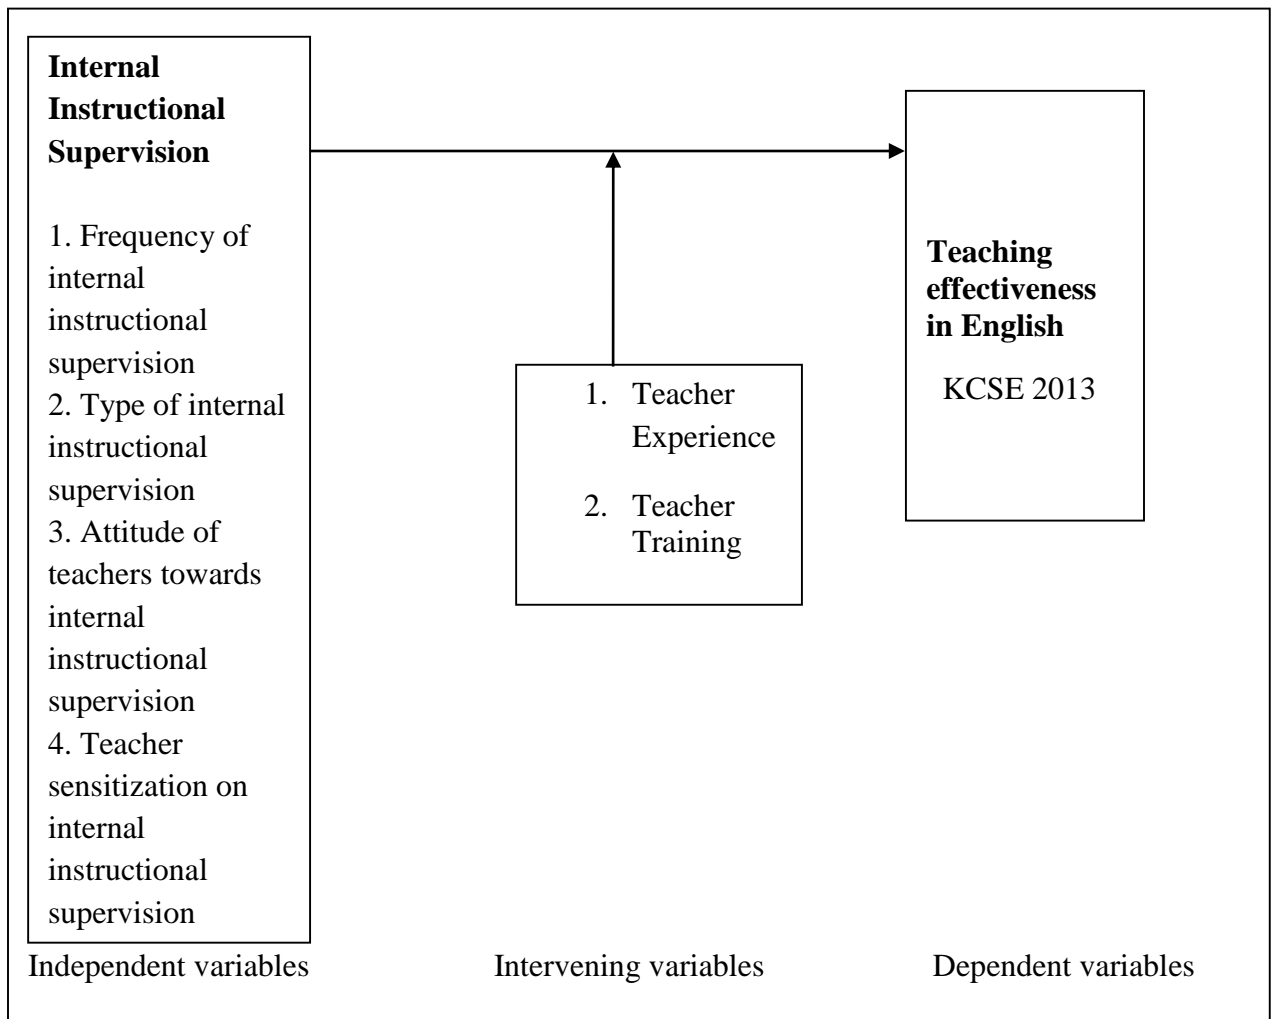 Internal
Instructional
Supervision
1. Frequency of
internal
instructional
supervision
2. Type of internal
instructional
supervision
3. Attitude of
teachers towards
internal
instructional
supervision
4. Teacher
sensitization on
internal
instructional
supervision
1. Teacher
Experience
2. Teacher
Training
Teaching
effectiveness
in English
KCSE 2013
Independent variables
Intervening variables
Dependent variables